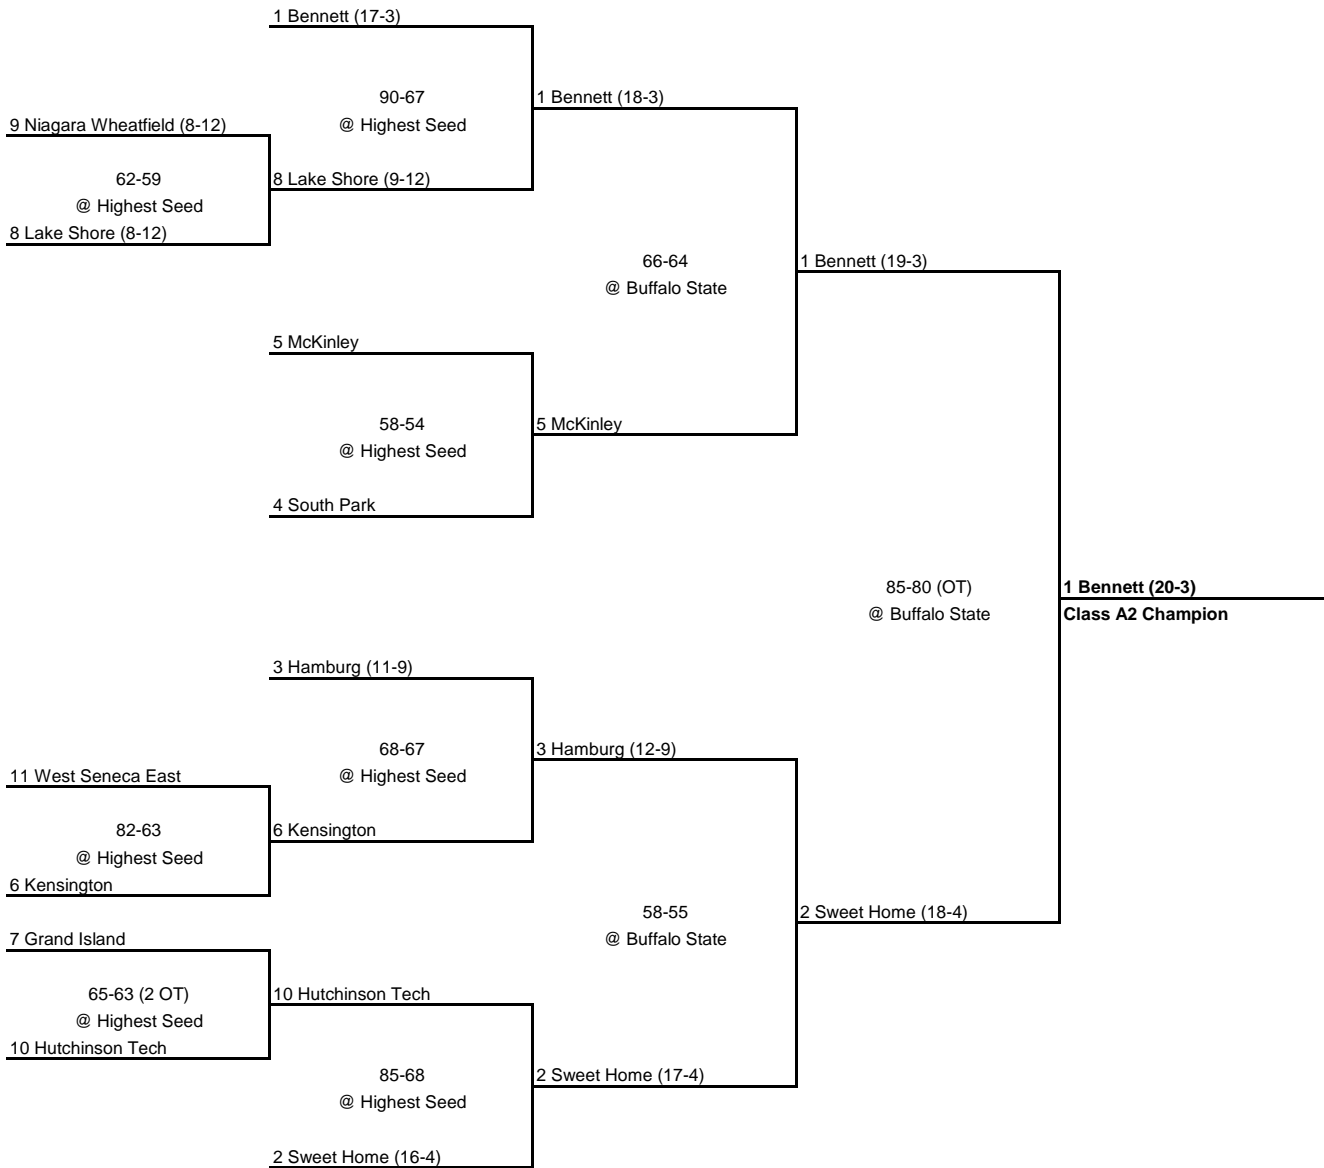 1 Bennett (17-3)
90-67
1 Bennett (18-3)
9 Niagara Wheatfield (8-12)
@ Highest Seed
62-59
8 Lake Shore (9-12)
@ Highest Seed
8 Lake Shore (8-12)
66-64
1 Bennett (19-3)
@ Buffalo State
5 McKinley
58-54
5 McKinley
@ Highest Seed
4 South Park
85-80 (OT)
1 Bennett (20-3)
@ Buffalo State
Class A2 Champion
3 Hamburg (11-9)
68-67
3 Hamburg (12-9)
11 West Seneca East
@ Highest Seed
82-63
6 Kensington
@ Highest Seed
6 Kensington
58-55
2 Sweet Home (18-4)
7 Grand Island
@ Buffalo State
65-63 (2 OT)
10 Hutchinson Tech
@ Highest Seed
10 Hutchinson Tech
85-68
2 Sweet Home (17-4)
@ Highest Seed
2 Sweet Home (16-4)